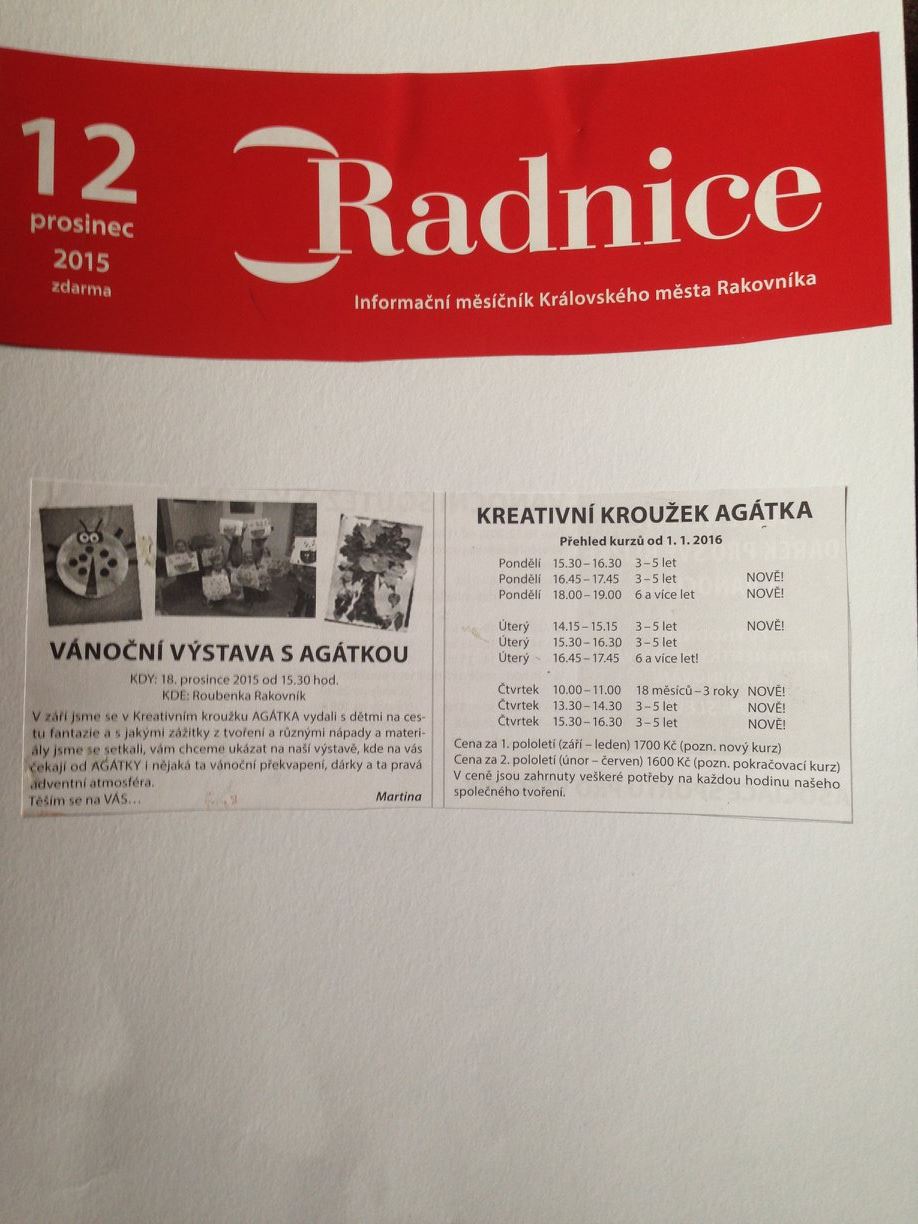 12
prosinec
2015
zdarma
Radnice
Informační měsíčník Královského města Rakovníka
VÁNOČNÍ VÝSTAVA S AGÁTKOU
KDY: 18. prosince 2015 od 15.30 hod.
KDE: Roubenka Rakovník
V září jsme se v Kreativním kroužku AGÁTKA vydali s dětmi na ces-
tu fantazie a s jakými zážitky z tvoření a různými nápady a materi-
ály jsme se setkali, vám chceme ukázat na naší výstavě, kde na vás
čekají od AGÁTKY i nějaká ta vánoční překvapení, dárky a ta pravá
adventní atmosféra.
Těším se na VÁS...
Martina
KREATIVNÍ KROUŽEK AGÁTKA
Přehled kurzů od 1. 1. 2016
Pondělí 15.30 – 16.30 3 – 5 let
Pondělí 16.45 – 17.45 3 – 5 let NOVĚ!
Pondělí 18.00 – 19.00 6 a více let NOVĚ!
Úterý 14.15 – 15.15 3 – 5 let NOVĚ!
Úterý 15.30 – 16.30 3 – 5 let
Úterý 16.45 – 17.45 6 a více let!
Čtvrtek 10.00 – 11.00 18 měsíců – 3 roky NOVĚ!
Čtvrtek 13.30 – 14.30 3 – 5 let NOVĚ!
Čtvrtek 15.30 – 16.30 3 – 5 let NOVĚ!
Cena za 1. pololetí (září – leden) 1700 Kč (pozn. nový kurz)
Cena za 2. pololetí (únor – červen) 1600 Kč (pozn. pokračovací kurz)
V ceně jsou zahrnuty veškeré potřeby na každou hodinu našeho
společného tvoření.